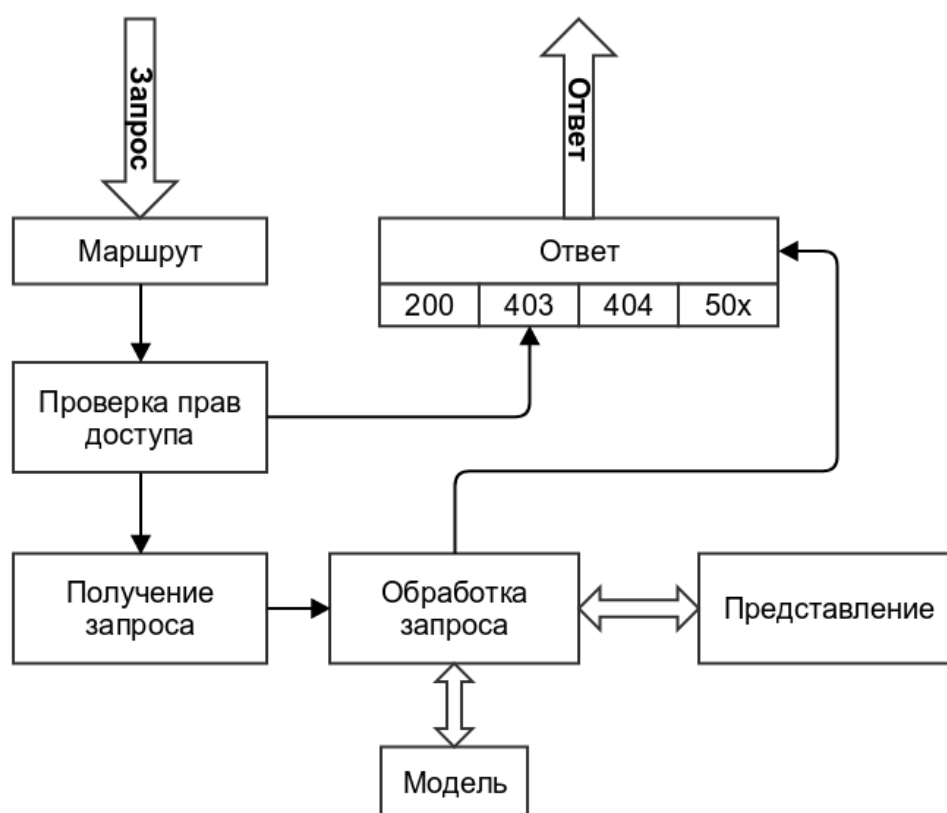 Запрос
Ответ
Маршрут
Ответ
200 403 404 50x
Проверка прав
доступа
Получение
запроса
Обработка
запроса
Представление
Модель